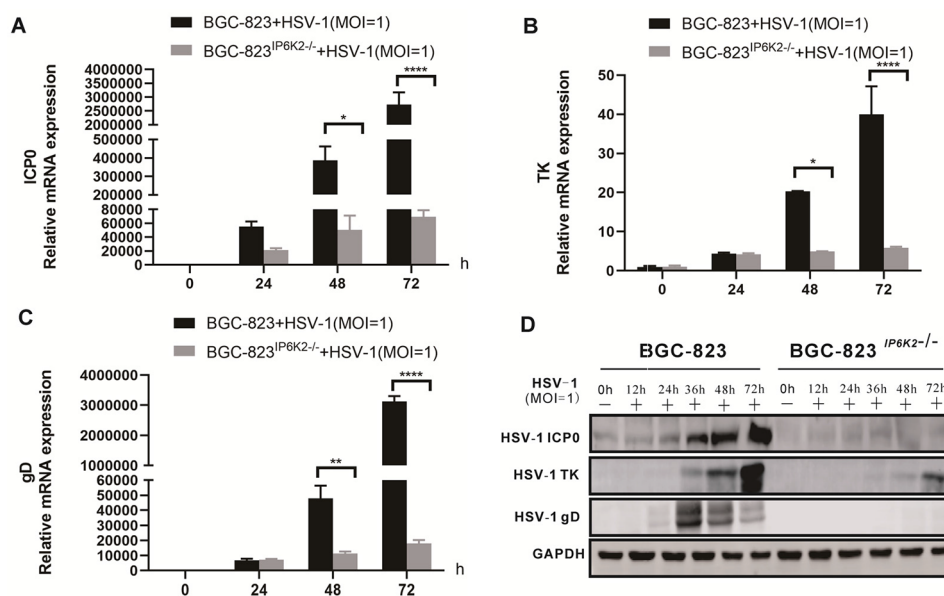 A
BGC-823+HSV-1(MOI=1)
BGC-823IP6K2-/-+HSV-1(MOI=1)
ICP0
Relative mRNA expression
4000000
3500000
3000000
2500000
2000000
500000
400000
300000
200000
80000
60000
40000
20000
0
*
****
0
24
48
72
h
B
BGC-823+HSV-1(MOI=1)
BGC-823IP6K2-/-+HSV-1(MOI=1)
TK
Relative mRNA expression
50
40
30
20
10
0
*
****
0
24
48
72
C
BGC-823+HSV-1(MOI=1)
BGC-823IP6K2-/-+HSV-1(MOI=1)
gD
Relative mRNA expression
4000000
3000000
2000000
1000000
60000
50000
40000
30000
20000
10000
0
**
****
0
24
48
72
h
D
BGC-823
BGC-823 IP6K2-/-
HSV-1
(MOI=1)
0h 12h 24h 36h 48h 72h 0h 12h 24h 36h 48h 72h
− + + + + + − + + + + +
HSV-1 ICP0
HSV-1 TK
HSV-1 gD
GAPDH